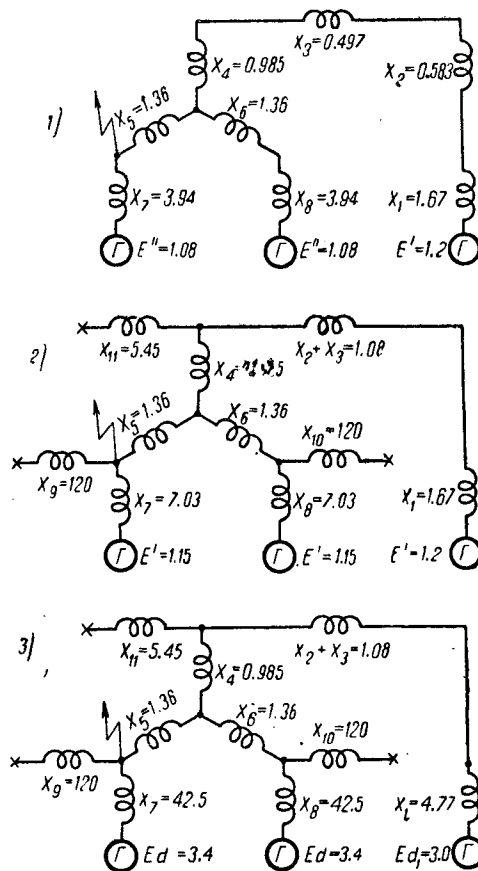 X3=0.497
X4=0.985
X2=0.583
X5=1.36
X6=1.36
1)
X7=3.94
X8=3.94
X1=1.67
Г E"=1.08
Г E"=1.08
E'=1.2 Г
2)
X11=5.45
X2+X3=1.08
X5=1.36
X6=1.36
X10=120
X9=120
X7=7.03
X8=7.03
X1=1.67
Г E'=1.15
Г E'=1.15
E'=1.2 Г
3)
X11=5.45
X2+X3=1.08
X4=0.985
X5=1.36
X6=1.36
X10=120
X9=120
X7=42.5
X8=42.5
X1=4.77
Г Ed=3.4
Г Ed=3.4
Ed1=3.0 Г